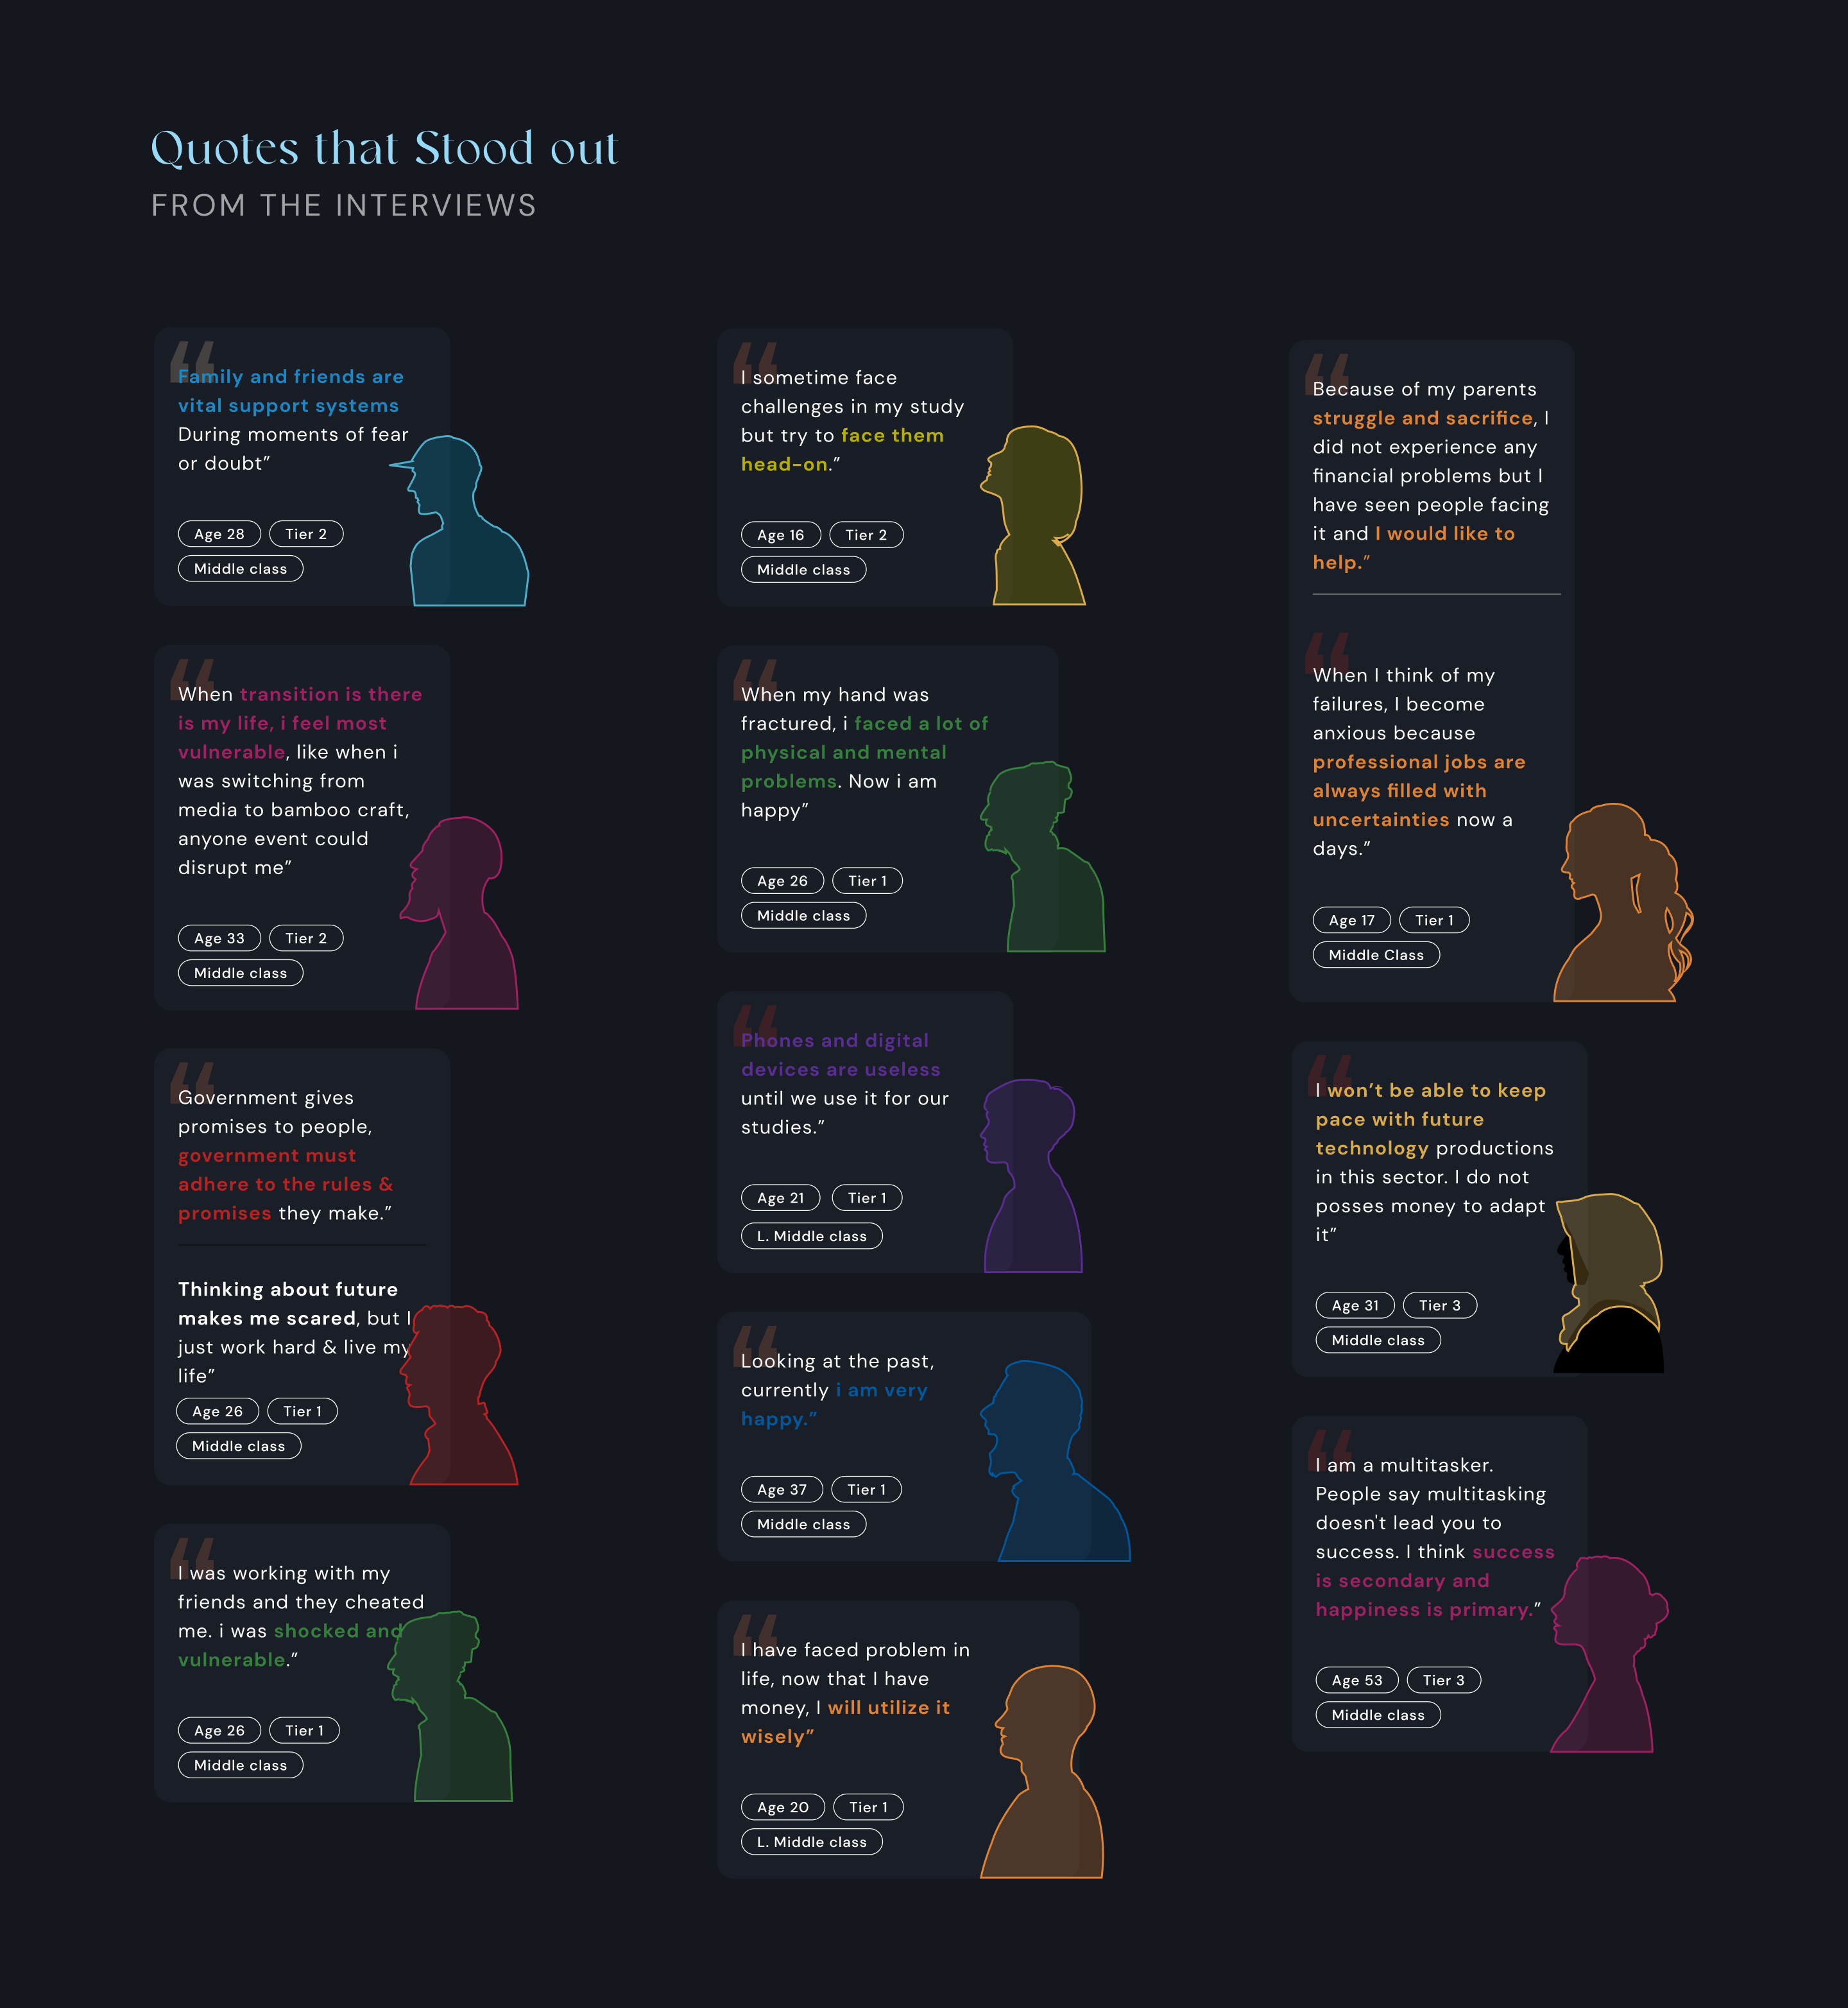 Quotes that Stood out
FROM THE INTERVIEWS
“
Family and friends are
vital support systems
During moments of fear
or doubt”
Age 28 Tier 2
Middle class
“
When transition is there
is my life, i feel most
vulnerable, like when i
was switching from
media to bamboo craft,
anyone event could
disrupt me”
Age 33 Tier 2
Middle class
“
Government gives
promises to people,
government must
adhere to the rules &
promises they make.”
Thinking about future
makes me scared, but I
just work hard & live my
life”
Age 26 Tier 1
Middle class
“
I was working with my
friends and they cheated
me. i was shocked and
vulnerable.”
Age 26 Tier 1
Middle class
“
I sometime face
challenges in my study
but try to face them
head-on.”
Age 16 Tier 2
Middle class
“
When my hand was
fractured, i faced a lot of
physical and mental
problems. Now i am
happy”
Age 26 Tier 1
Middle class
“
Phones and digital
devices are useless
until we use it for our
studies.”
Age 21 Tier 1
L. Middle class
“
Looking at the past,
currently i am very
happy.”
Age 37 Tier 1
Middle class
“
I have faced problem in
life, now that I have
money, I will utilize it
wisely”
Age 20 Tier 1
L. Middle class
“
Because of my parents
struggle and sacrifice, I
did not experience any
financial problems but I
have seen people facing
it and I would like to
help.”
“
When I think of my
failures, I become
anxious because
professional jobs are
always filled with
uncertainties now a
days.”
Age 17 Tier 1
Middle Class
“
I won’t be able to keep
pace with future
technology productions
in this sector. I do not
posses money to adapt
it”
Age 31 Tier 3
Middle class
“
I am a multitasker.
People say multitasking
doesn't lead you to
success. I think success
is secondary and
happiness is primary.”
Age 53 Tier 3
Middle class